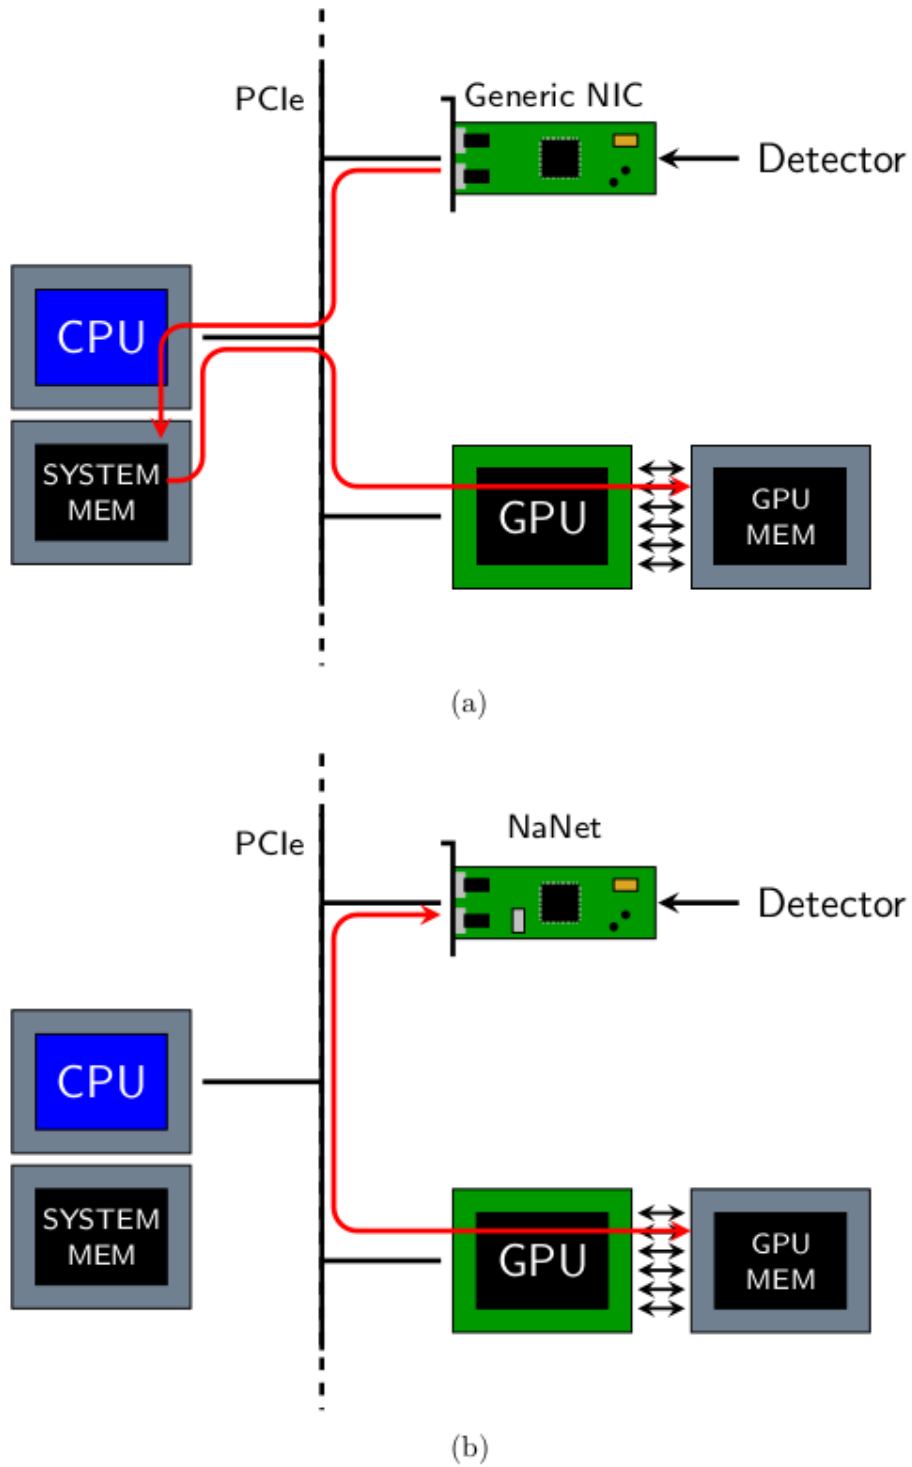 PCIe
Generic NIC
Detector
CPU
SYSTEM
MEM
GPU
GPU
MEM
(a)
PCIe
NaNet
Detector
CPU
SYSTEM
MEM
GPU
GPU
MEM
(b)